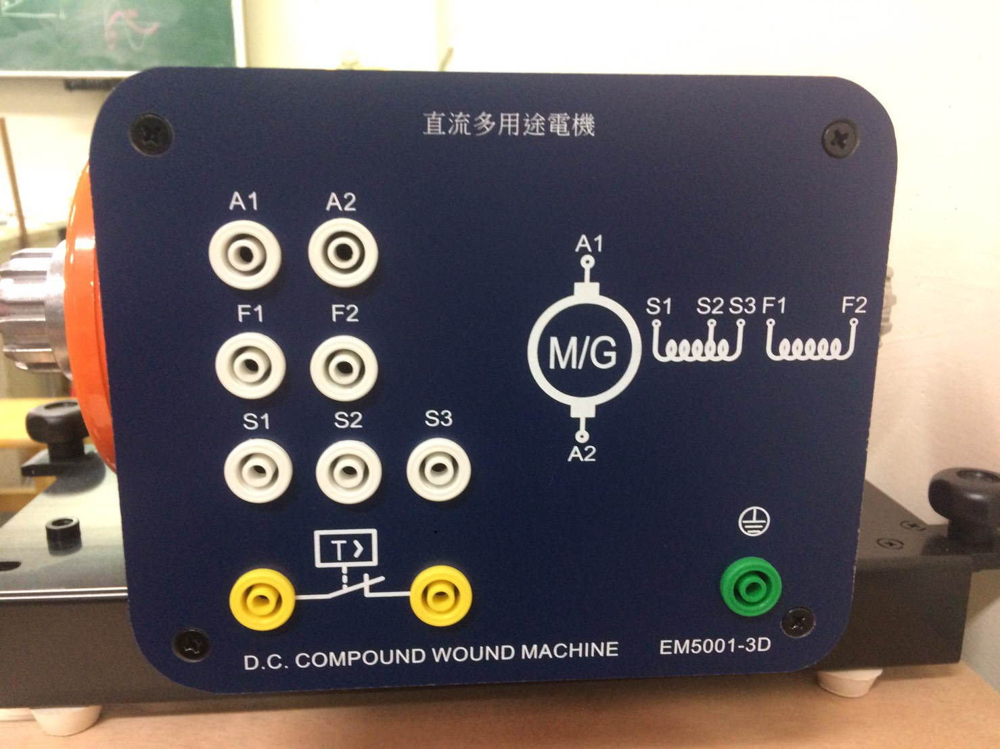 直流多用途電機
A1 A2
F1 F2
S1 S2 S3
T>
A1
M/G
A2
S1 S2 S3 F1 F2
D.C. COMPOUND WOUND MACHINE EM5001-3D